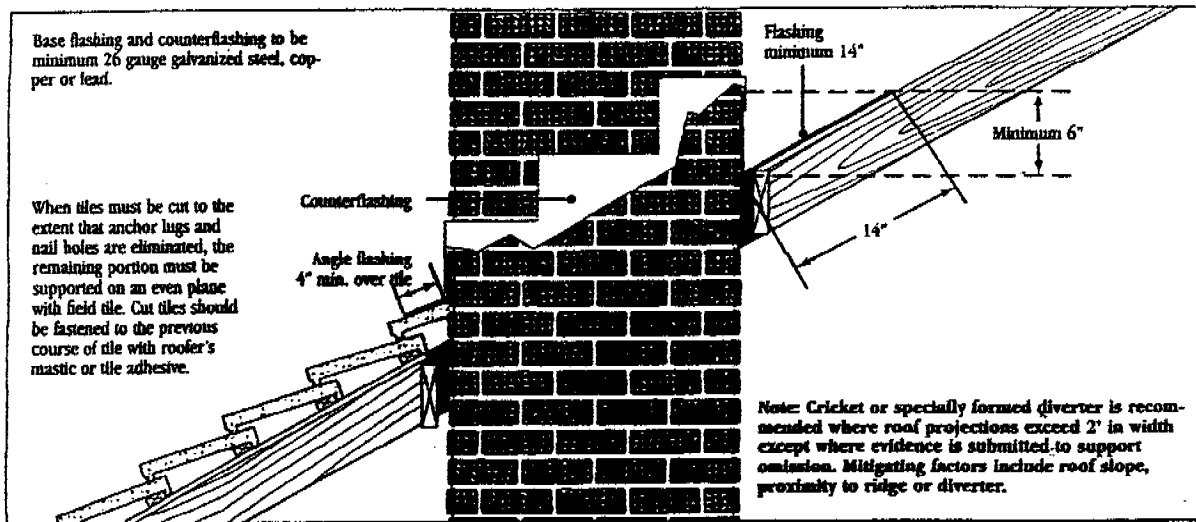 Base flashing and counterflashing to be
minimum 26 gauge galvanized steel, cop-
per or lead.
Flashing
minimum 14"
Minimum 6"
When tiles must be cut to the
extent that anchor lugs and
nail holes are eliminated, the
remaining portion must be
supported on an even plane
with field tile. Cut tiles should
be fastened to the previous
course of tile with roofer's
mastic or tile adhesive.
Counterflashing
Angle flashing
4" min. over tile
14"
Note: Cricket or specially formed diverter is recom-
mended where roof projections exceed 2' in width
except where evidence is submitted to support
omission. Mitigating factors include roof slope,
proximity to ridge or diverter.